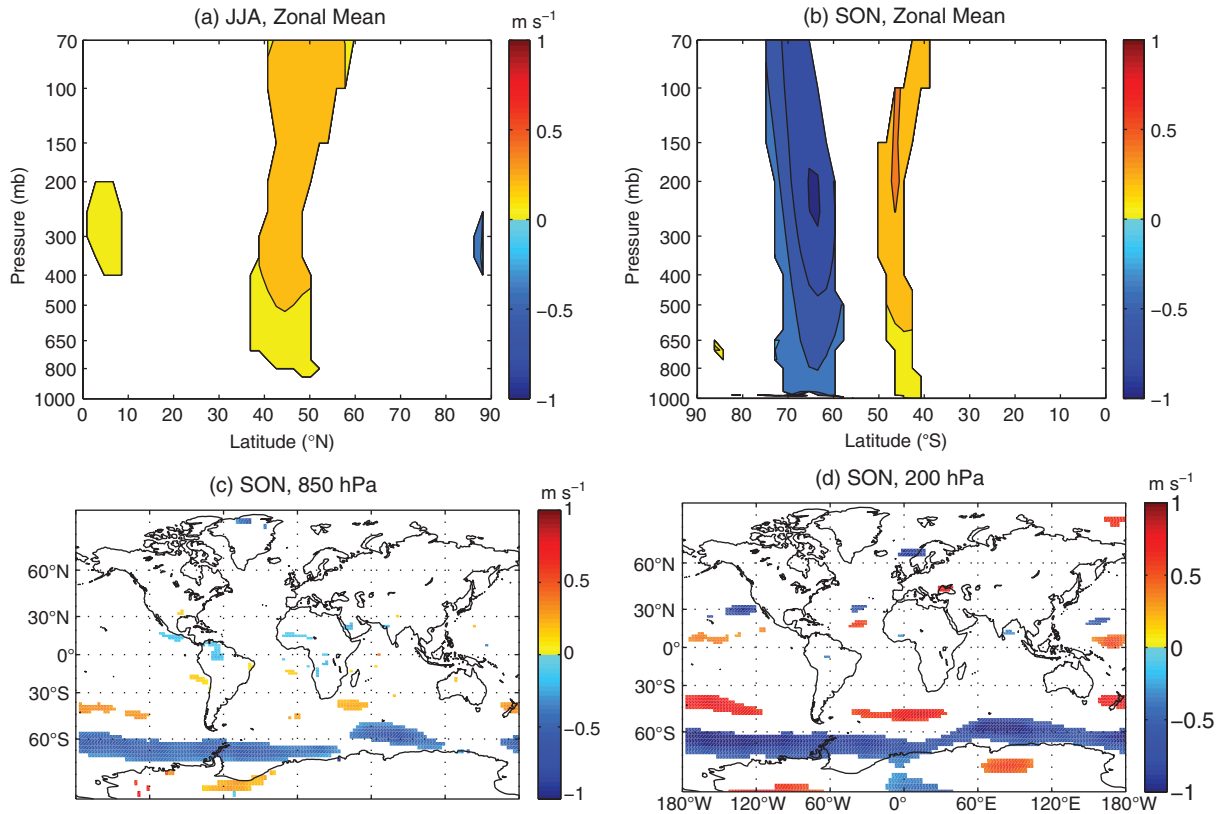 (a) JJA, Zonal Mean
m s⁻¹
70
100
150
200
300
400
500
650
800
1000
Pressure (mb)
0 10 20 30 40 50 60 70 80 90
Latitude (°N)
1
0.5
0
−0.5
−1
(b) SON, Zonal Mean
m s⁻¹
70
100
150
200
300
400
500
650
800
1000
Pressure (mb)
90 80 70 60 50 40 30 20 10 0
Latitude (°S)
1
0.5
0
−0.5
−1
(c) SON, 850 hPa
m s⁻¹
60°N
30°N
0°
30°S
60°S
1
0.5
0
−0.5
−1
(d) SON, 200 hPa
m s⁻¹
60°N
30°N
0°
30°S
60°S
180°W 120°W 60°W 0° 60°E 120°E 180°W
1
0.5
0
−0.5
−1